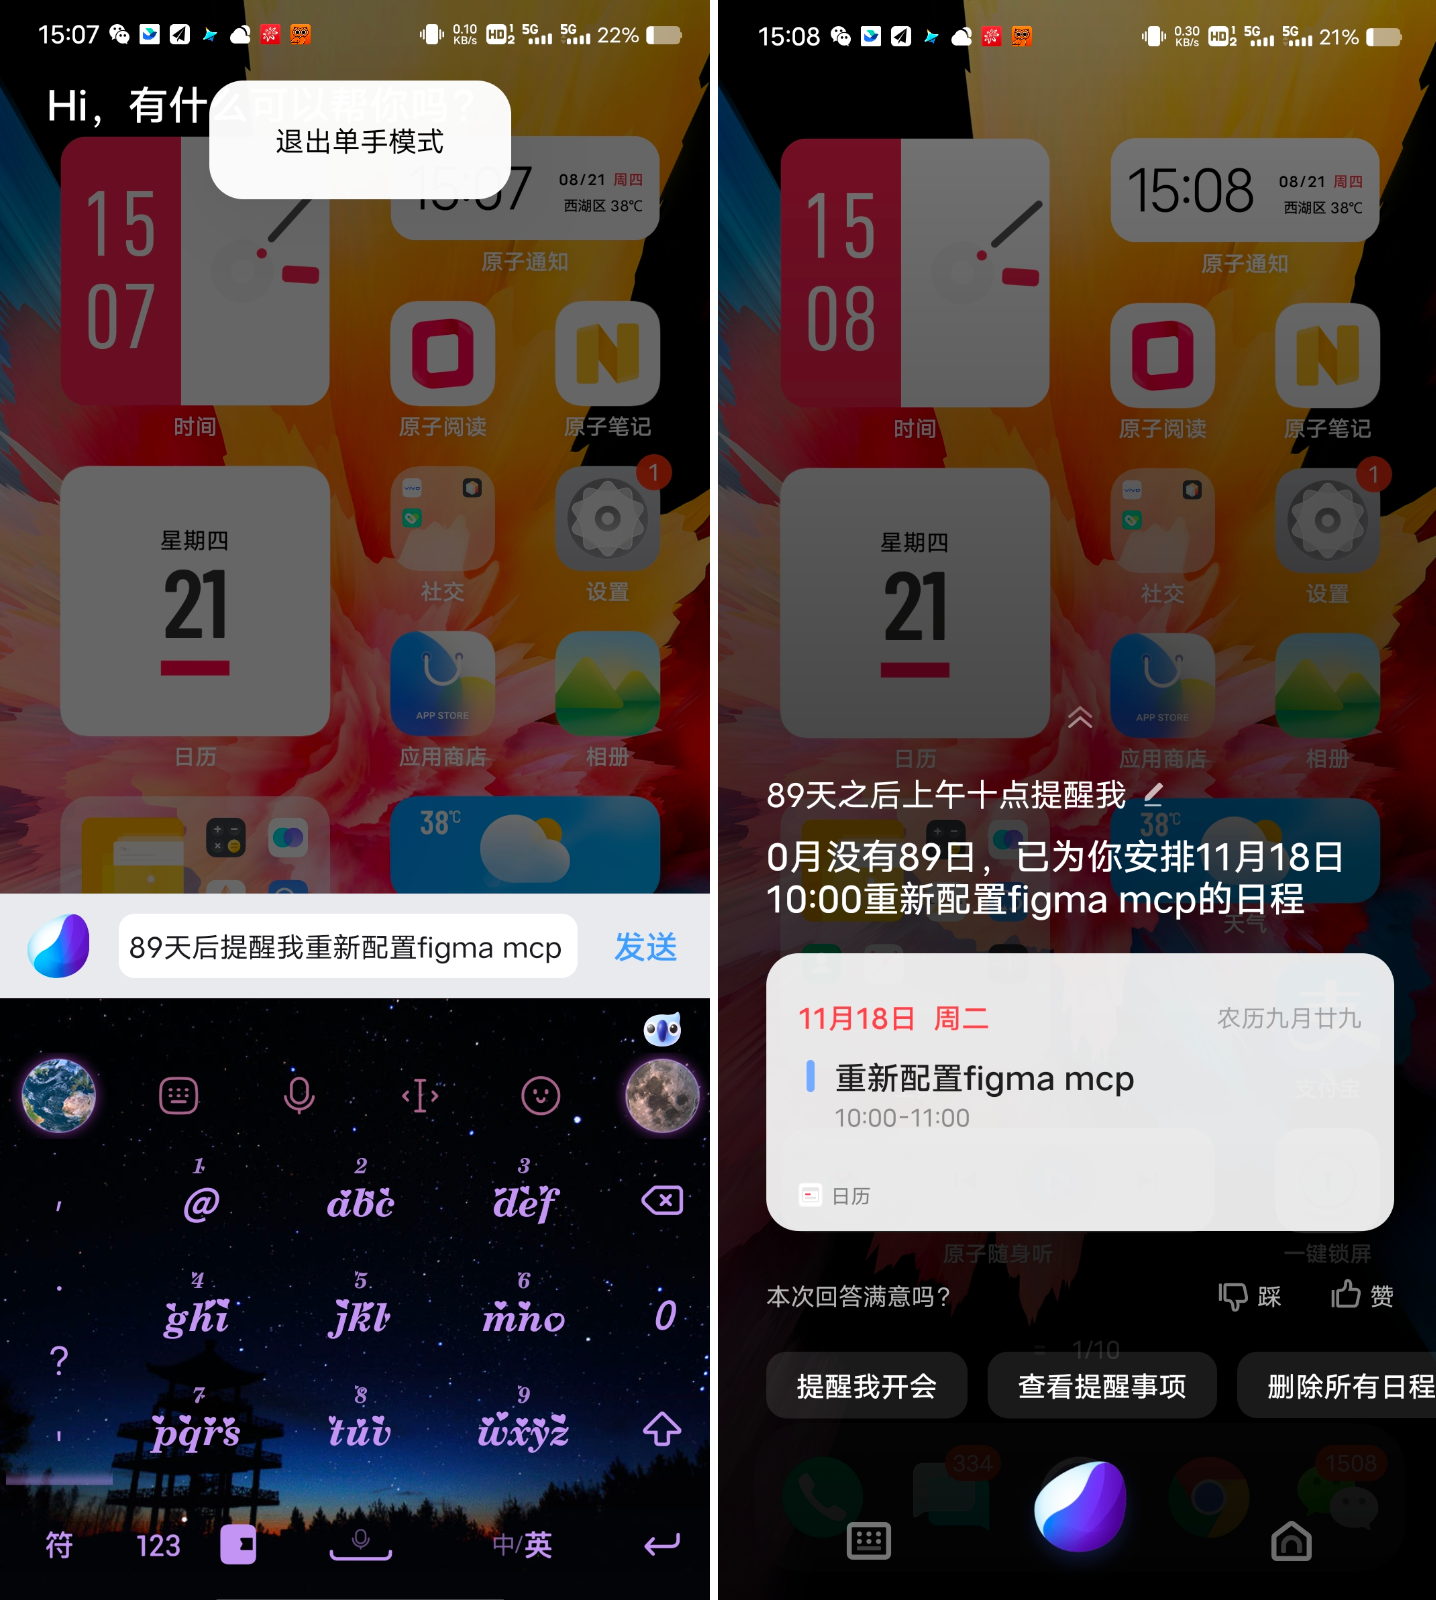 15:07
0.10 KB/s HD 1 2 5G 5G 22%
Hi，有什么可以帮你吗？
退出单手模式
15
07
15:07
08/21 周四
西湖区 38℃
原子通知
时间
原子阅读
原子笔记
1
星期四
21
社交
设置
APP STORE
日历
应用商店
相册
38℃
89天后提醒我重新配置figma mcp
发送
1
2
3
@
abc
def
4
5
6
ghi
jkl
mno
0
?
7
8
9
pqrs
tuv
wxyz
符
123
中/英
15:08
0.30 KB/s HD 1 2 5G 5G 21%
15
08
15:08
08/21 周四
西湖区 38℃
原子通知
时间
原子阅读
原子笔记
1
星期四
21
社交
设置
APP STORE
日历
应用商店
相册
38℃
89天之后上午十点提醒我
0月没有89日，已为你安排11月18日
10:00重新配置figma mcp的日程
天气
11月18日 周二
农历九月廿九
重新配置figma mcp
支付宝
10:00-11:00
日历
原子随身听
一键锁屏
本次回答满意吗？
踩
赞
1/10
提醒我开会
查看提醒事项
删除所有日程
334
1508